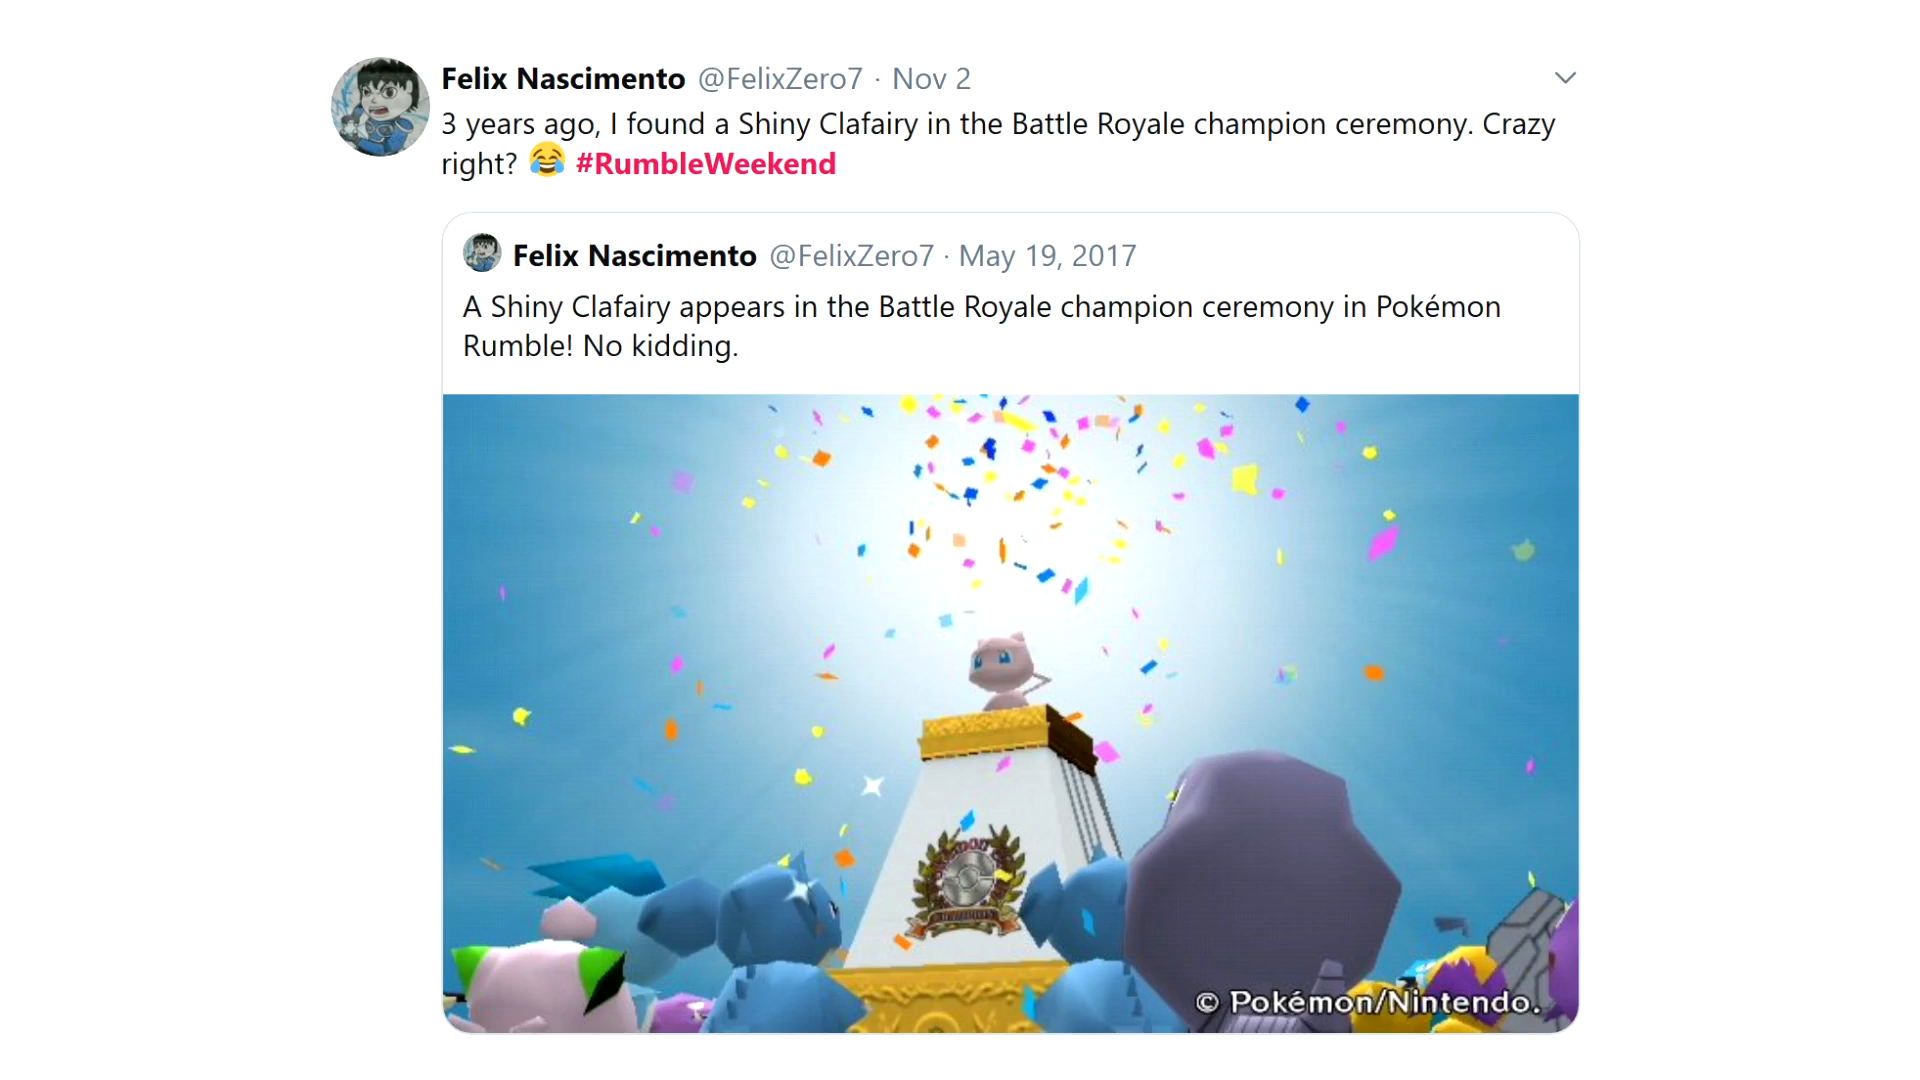 Felix Nascimento @FelixZero7 · Nov 2
3 years ago, I found a Shiny Clafairy in the Battle Royale champion ceremony. Crazy
right? 😂 #RumbleWeekend
Felix Nascimento @FelixZero7 · May 19, 2017
A Shiny Clafairy appears in the Battle Royale champion ceremony in Pokémon
Rumble! No kidding.
© Pokémon/Nintendo.